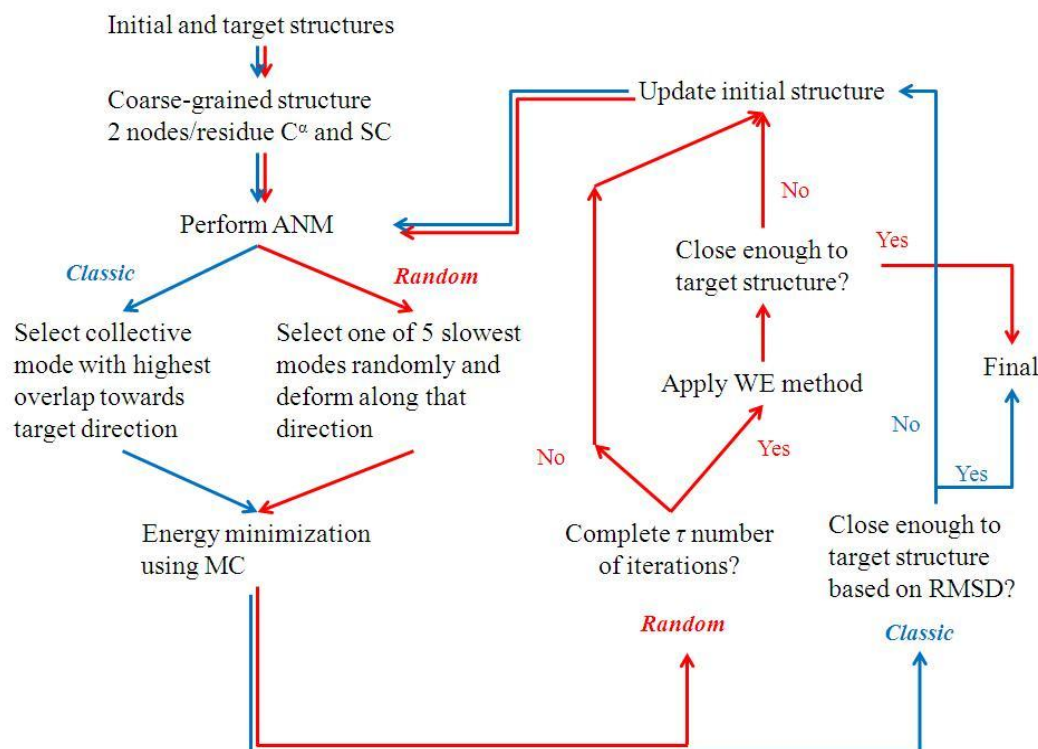 Initial and target structures
Coarse-grained structure
2 nodes/residue Cᵅ and SC
Perform ANM
Classic
Random
Select collective
mode with highest
overlap towards
target direction
Select one of 5 slowest
modes randomly and
deform along that
direction
Energy minimization
using MC
Update initial structure
No
Close enough to
target structure?
Yes
Apply WE method
Final
No
Yes
No
Yes
Complete τ number
of iterations?
Close enough to
target structure
based on RMSD?
Random
Classic